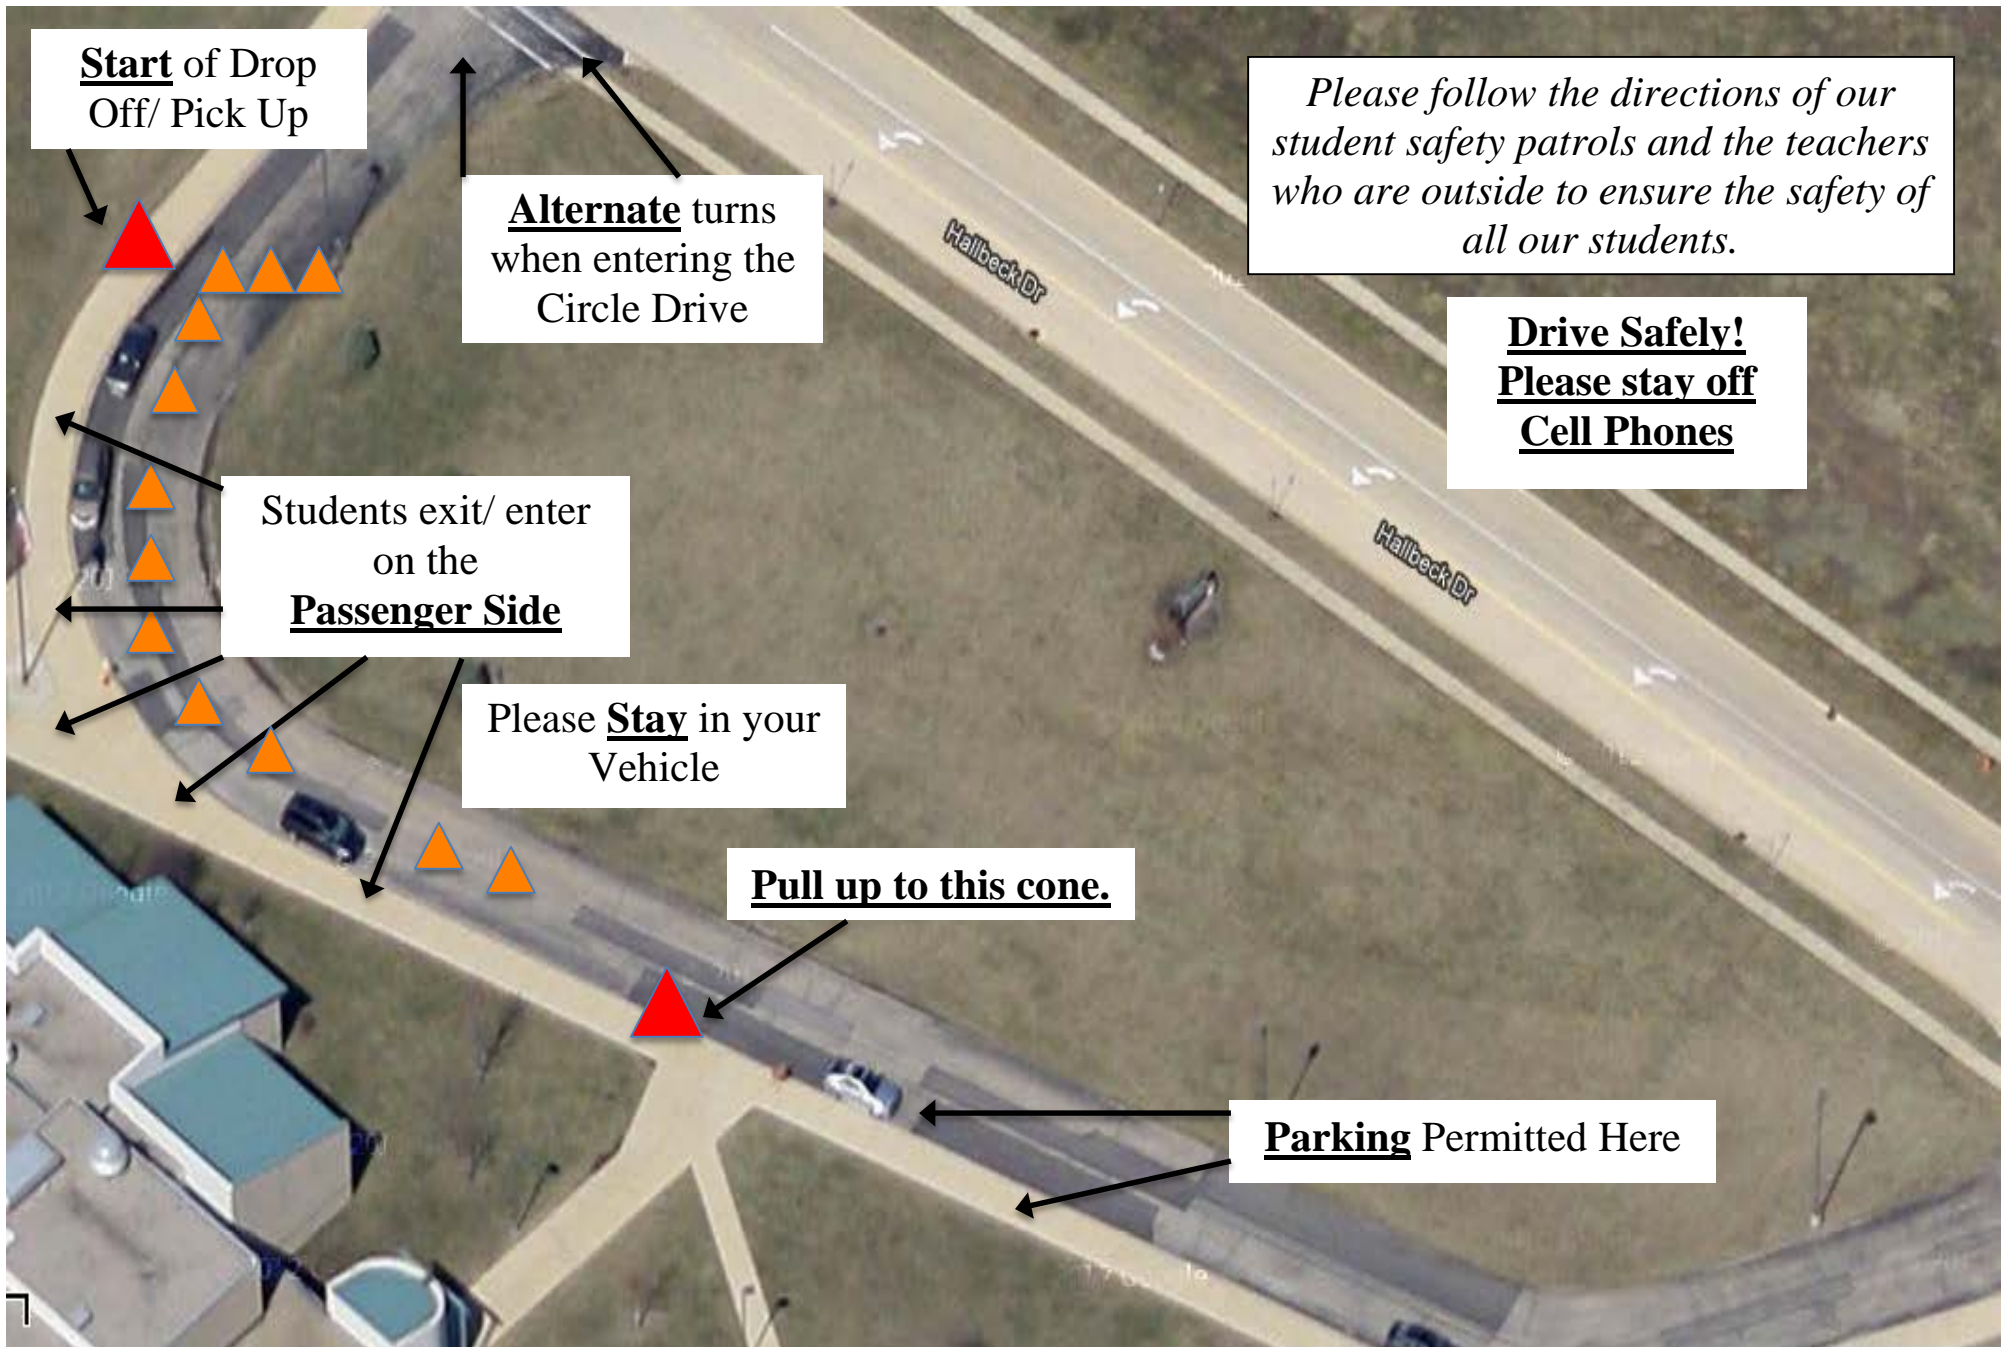 Start of Drop
Off/ Pick Up
Alternate turns
when entering the
Circle Drive
Please follow the directions of our
student safety patrols and the teachers
who are outside to ensure the safety of
all our students.
Hallbeck Dr
Drive Safely!
Please stay off
Cell Phones
Students exit/ enter
on the
Passenger Side
Hallbeck Dr
Please Stay in your
Vehicle
Pull up to this cone.
Parking Permitted Here